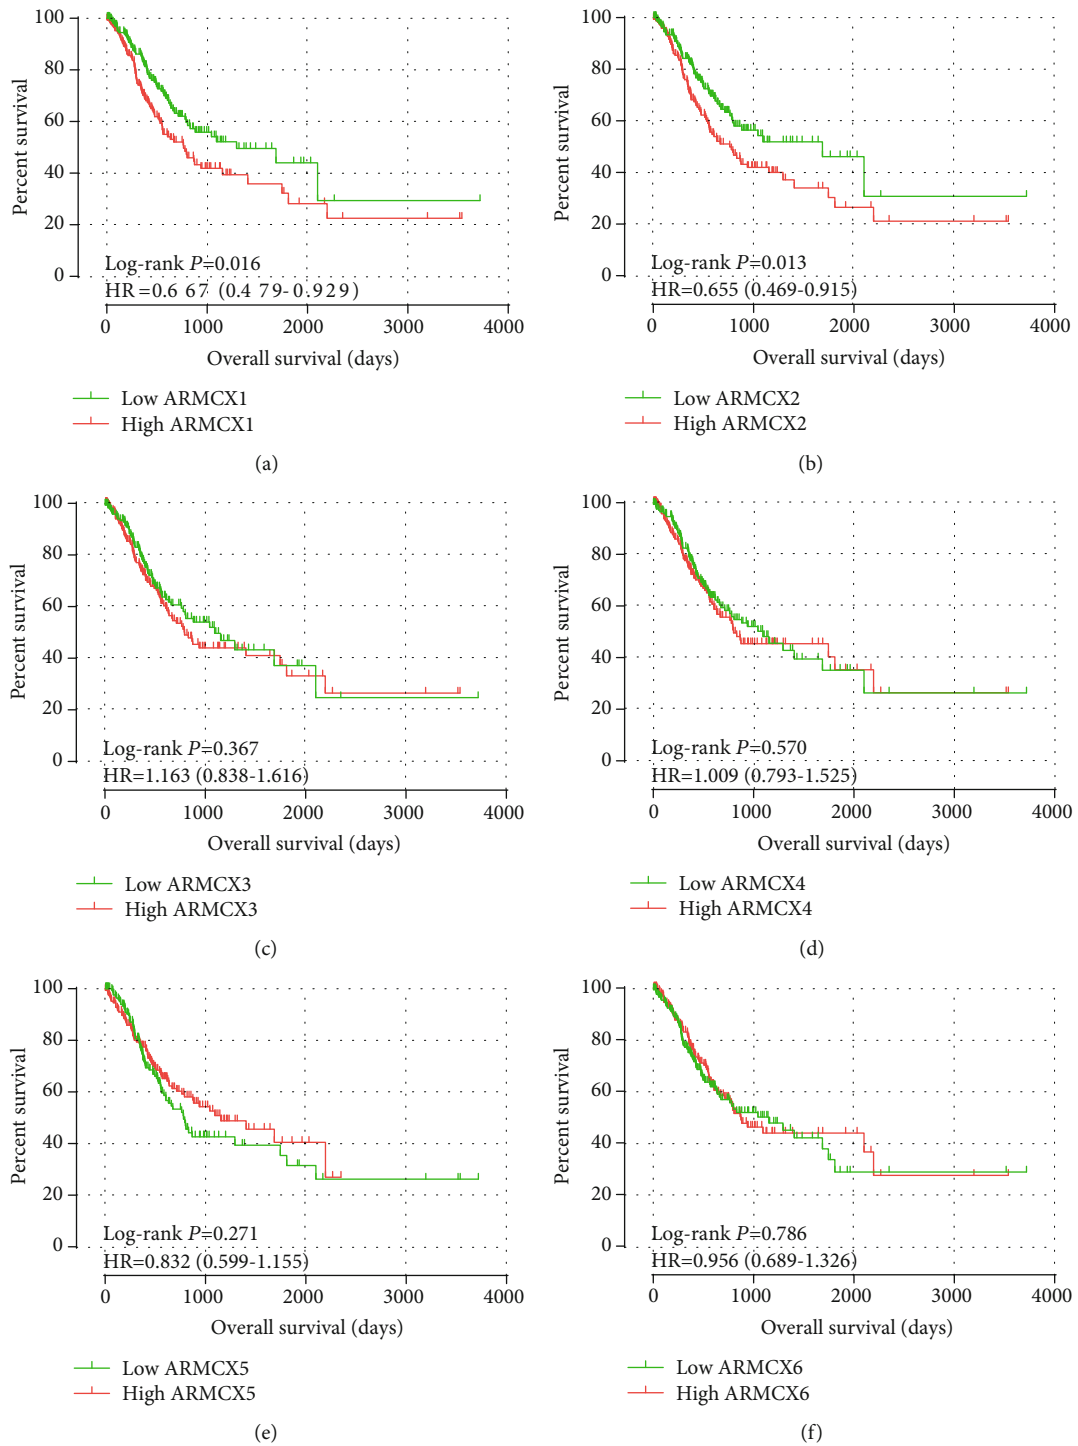 100
80
60
40
20
0
Percent survival
Log-rank P=0.016
HR=0.667 (0.479-0.929)
0 1000 2000 3000 4000
Overall survival (days)
Low ARMCX1
High ARMCX1
(a)
100
80
60
40
20
0
Percent survival
Log-rank P=0.013
HR=0.655 (0.469-0.915)
0 1000 2000 3000 4000
Overall survival (days)
Low ARMCX2
High ARMCX2
(b)
100
80
60
40
20
0
Percent survival
Log-rank P=0.367
HR=1.163 (0.838-1.616)
0 1000 2000 3000 4000
Overall survival (days)
Low ARMCX3
High ARMCX3
(c)
100
80
60
40
20
0
Percent survival
Log-rank P=0.570
HR=1.009 (0.793-1.525)
0 1000 2000 3000 4000
Overall survival (days)
Low ARMCX4
High ARMCX4
(d)
100
80
60
40
20
0
Percent survival
Log-rank P=0.271
HR=0.832 (0.599-1.155)
0 1000 2000 3000 4000
Overall survival (days)
Low ARMCX5
High ARMCX5
(e)
100
80
60
40
20
0
Percent survival
Log-rank P=0.786
HR=0.956 (0.689-1.326)
0 1000 2000 3000 4000
Overall survival (days)
Low ARMCX6
High ARMCX6
(f)